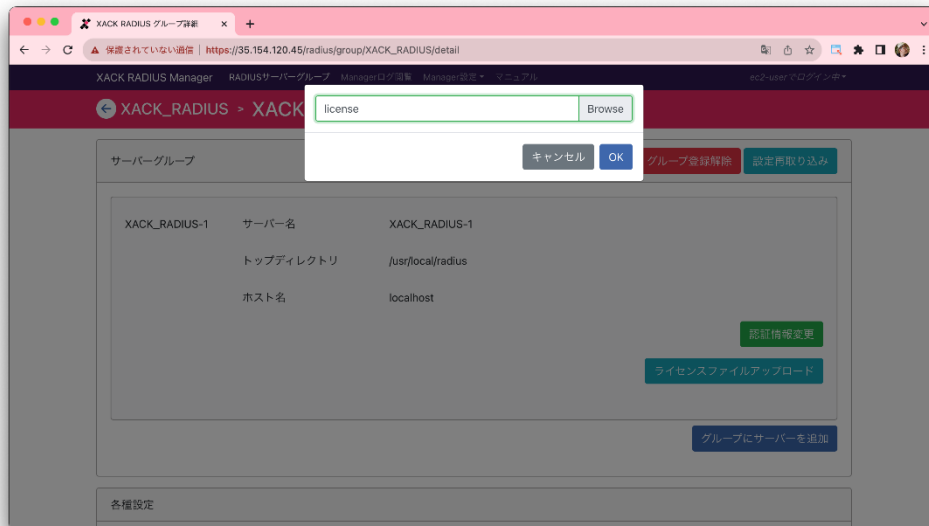 XACK RADIUS グループ詳細
保護されていない通信 | https://35.154.120.45/radius/group/XACK_RADIUS/detail
XACK RADIUS Manager RADIUSサーバーグループ Managerログ閲覧 Manager設定 マニュアル ec2-userでログイン中
XACK_RADIUS > XACK
license Browse
キャンセル OK
サーバーグループ グループ登録解除 設定再取り込み
XACK_RADIUS-1 サーバー名 XACK_RADIUS-1
トップディレクトリ /usr/local/radius
ホスト名 localhost
認証情報変更
ライセンスファイルアップロード
グループにサーバーを追加
各種設定